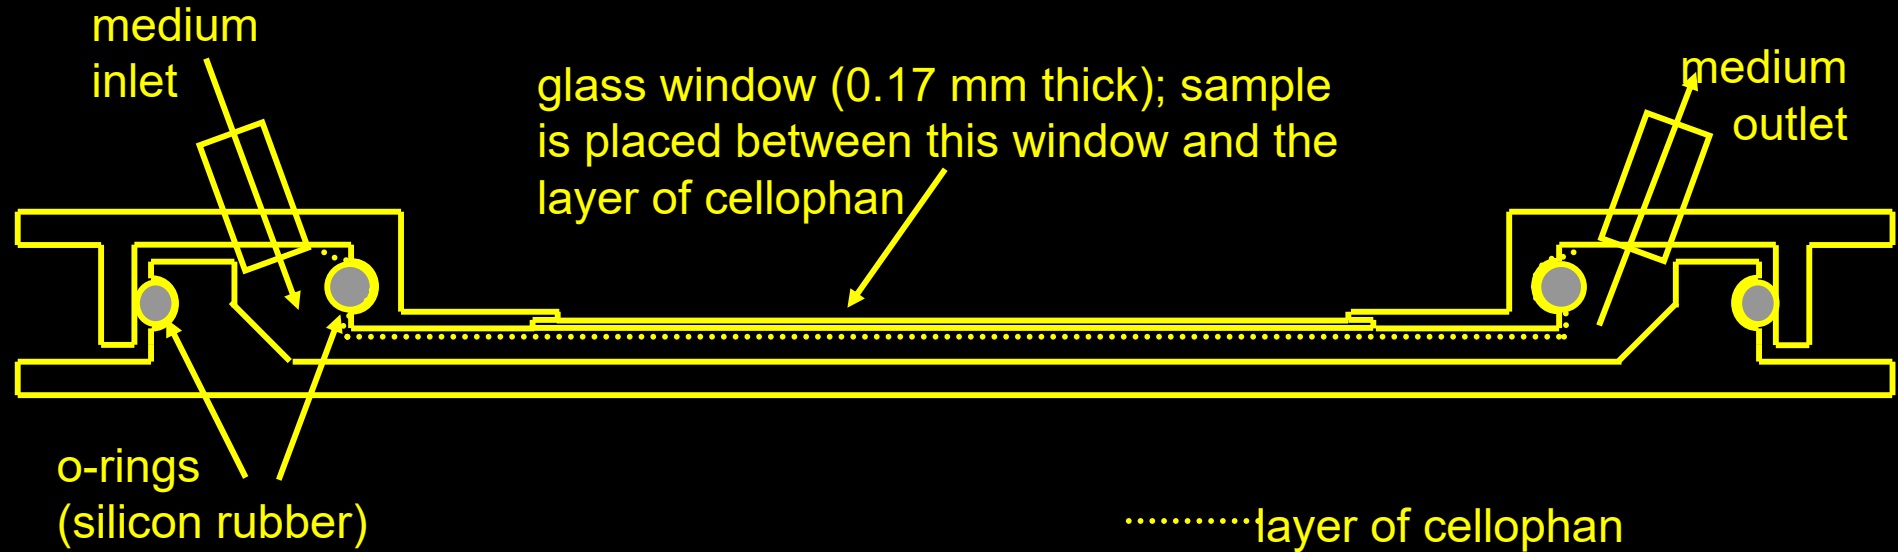 medium
inlet
glass window (0.17 mm thick); sample
is placed between this window and the
layer of cellophan
medium
outlet
o-rings
(silicon rubber)
layer of cellophan